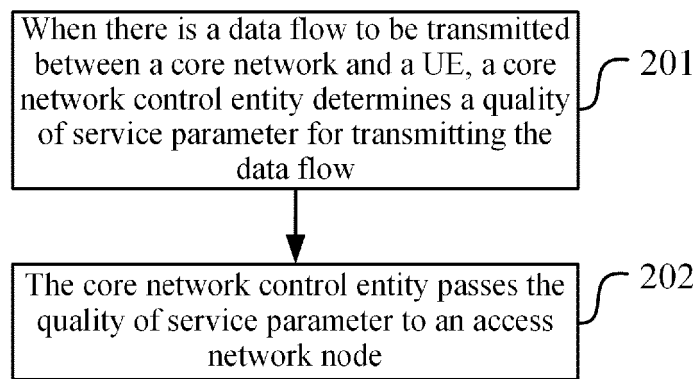 When there is a data flow to be transmitted
between a core network and a UE, a core
network control entity determines a quality
of service parameter for transmitting the
data flow
201
The core network control entity passes the
quality of service parameter to an access
network node
202